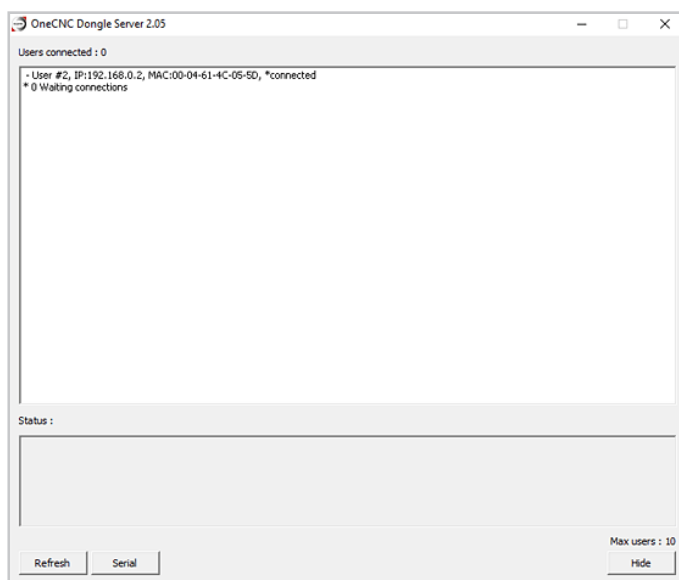 OneCNC Dongle Server 2.05
Users connected : 0
- User #2, IP:192.168.0.2, MAC:00-04-61-4C-05-5D, *connected
* 0 Waiting connections
Status :
Max users : 10
Refresh
Serial
Hide